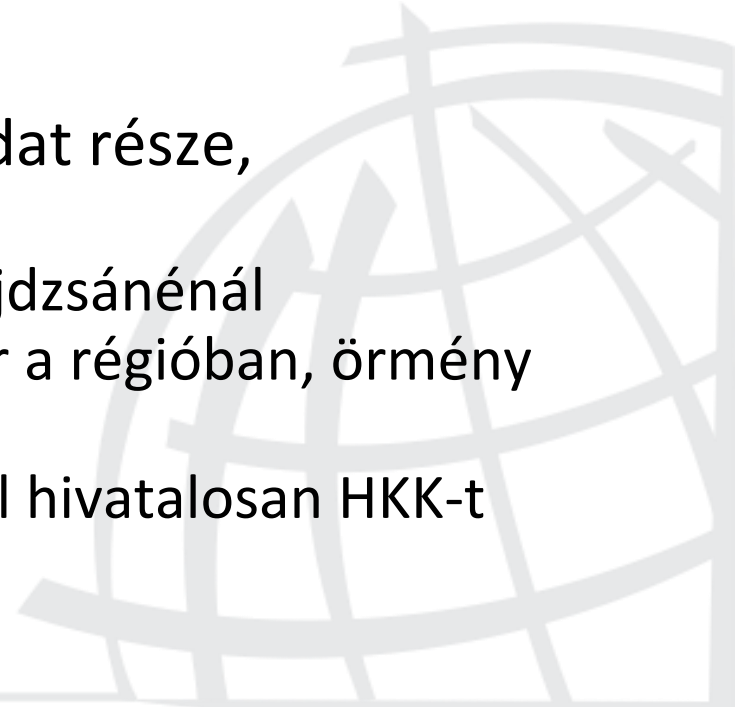 dat része,
jdzsánénál
r a régióban, örmény
l hivatalosan HKK-t